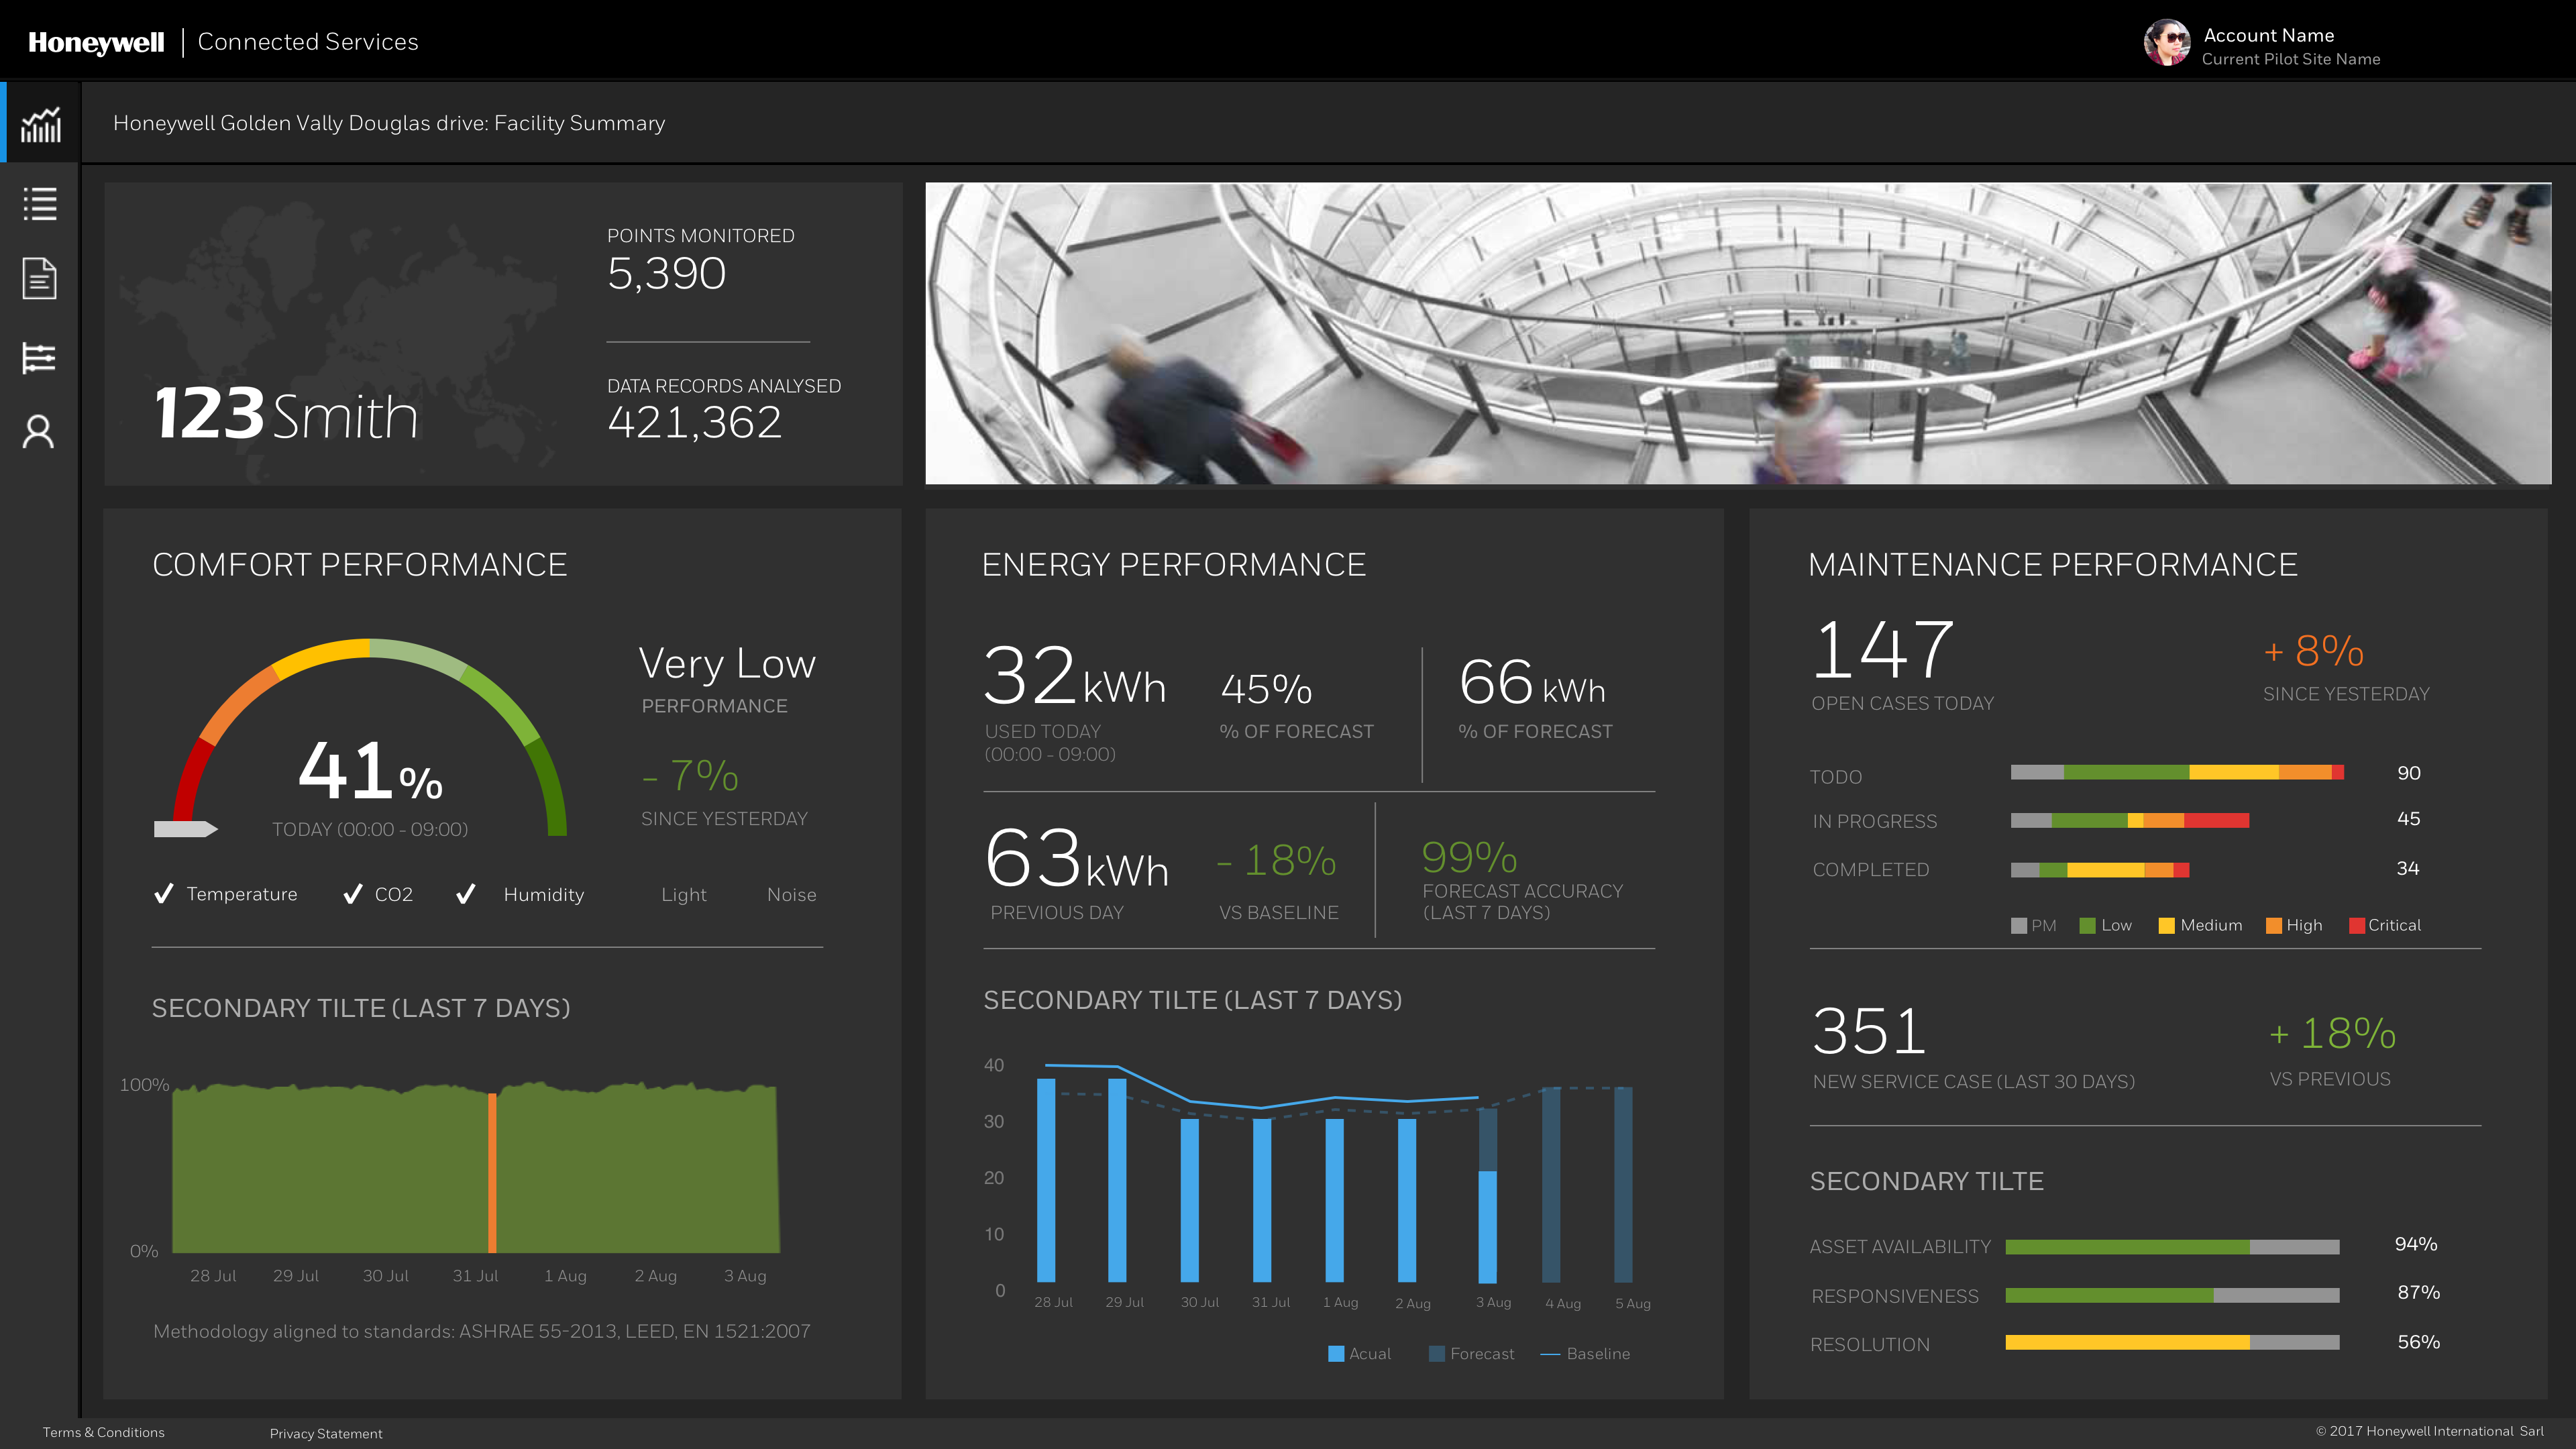 Honeywell | Connected Services
Account Name
Current Pilot Site Name
Honeywell Golden Vally Douglas drive: Facility Summary
123 Smith
POINTS MONITORED
5,390
DATA RECORDS ANALYSED
421,362
COMFORT PERFORMANCE
41%
TODAY (00:00 - 09:00)
Very Low
PERFORMANCE
- 7%
SINCE YESTERDAY
Temperature CO2 Humidity Light Noise
SECONDARY TILTE (LAST 7 DAYS)
100%
0%
28 Jul 29 Jul 30 Jul 31 Jul 1 Aug 2 Aug 3 Aug
Methodology aligned to standards: ASHRAE 55-2013, LEED, EN 1521:2007
ENERGY PERFORMANCE
32 kWh
USED TODAY
(00:00 - 09:00)
45%
% OF FORECAST
66 kWh
% OF FORECAST
63 kWh
PREVIOUS DAY
- 18%
VS BASELINE
99%
FORECAST ACCURACY
(LAST 7 DAYS)
SECONDARY TILTE (LAST 7 DAYS)
40
30
20
10
0
28 Jul 29 Jul 30 Jul 31 Jul 1 Aug 2 Aug 3 Aug 4 Aug 5 Aug
Acual Forecast Baseline
MAINTENANCE PERFORMANCE
147
OPEN CASES TODAY
+ 8%
SINCE YESTERDAY
TODO 90
IN PROGRESS 45
COMPLETED 34
PM Low Medium High Critical
351
NEW SERVICE CASE (LAST 30 DAYS)
+ 18%
VS PREVIOUS
SECONDARY TILTE
ASSET AVAILABILITY 94%
RESPONSIVENESS 87%
RESOLUTION 56%
Terms & Conditions
Privacy Statement
© 2017 Honeywell International Sarl